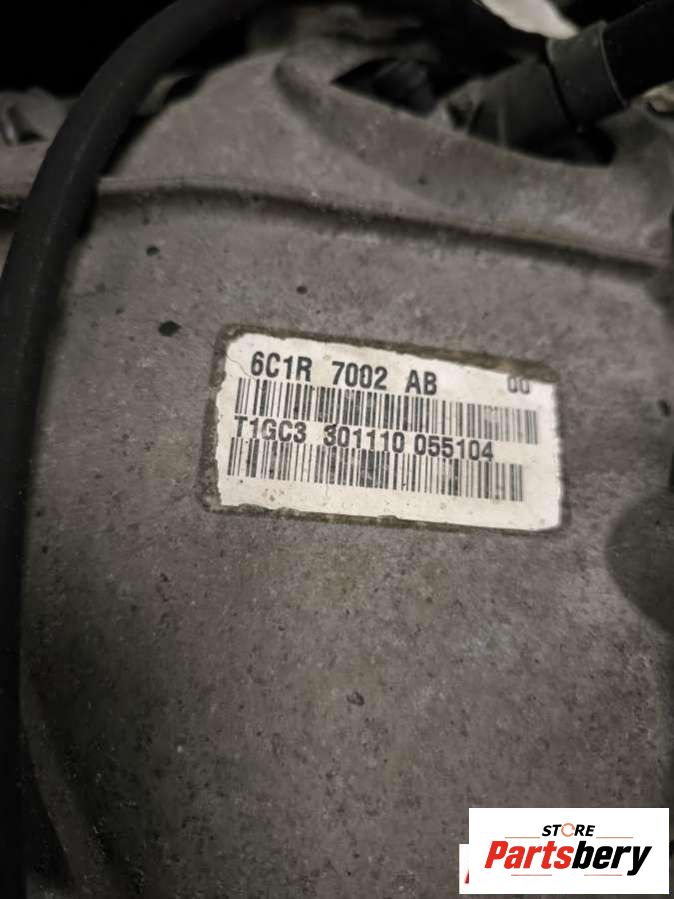 6C1R 7002 AB 00
T1GC3 301110 055104
STORE
Partsbery